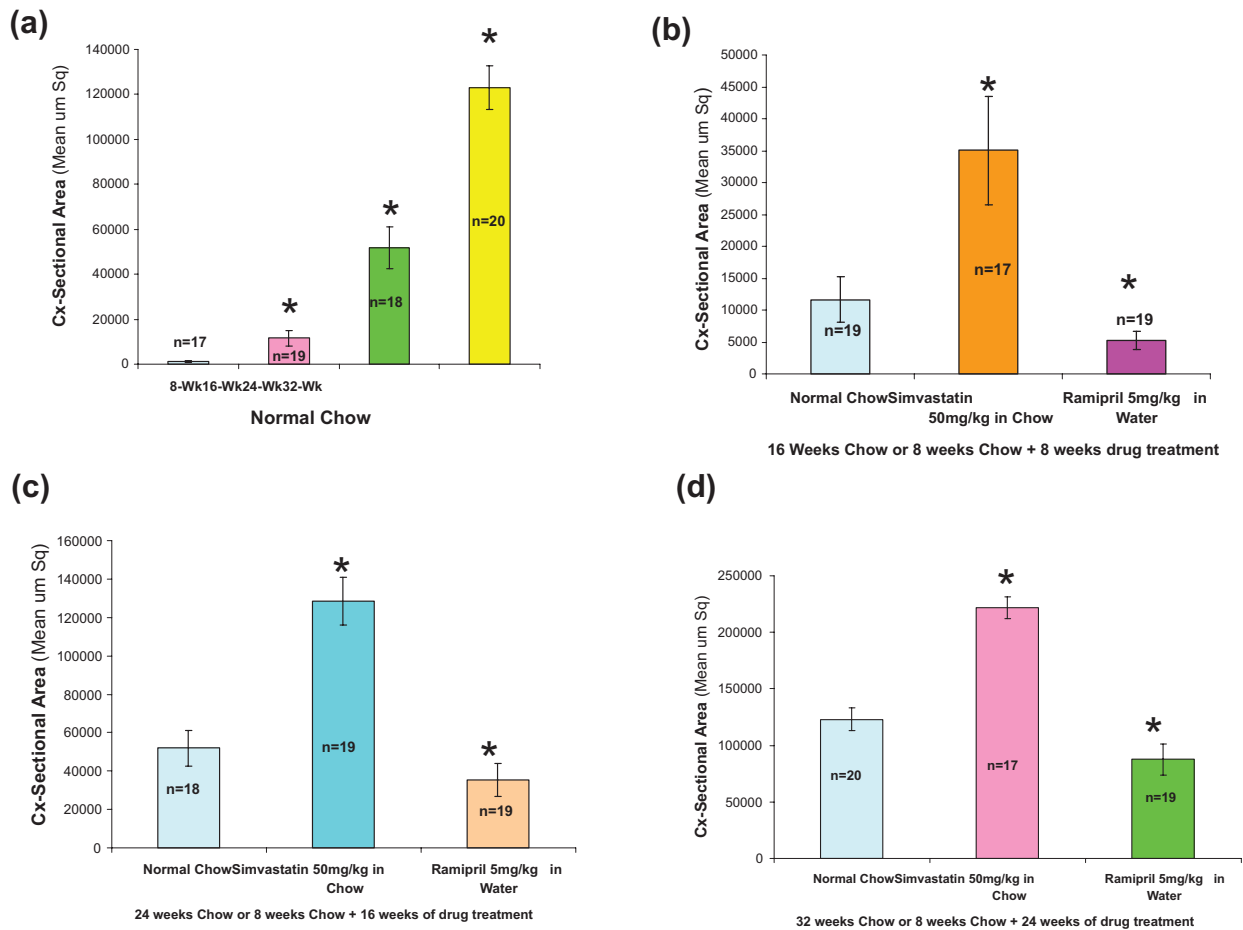 (a)
Cx-Sectional Area (Mean um Sq)
140000
120000
100000
80000
60000
40000
20000
0
n=17
*
n=19
*
n=18
*
n=20
8-Wk16-Wk24-Wk32-Wk
Normal Chow
(b)
Cx-Sectional Area (Mean um Sq)
50000
45000
40000
35000
30000
25000
20000
15000
10000
5000
0
n=19
*
n=17
*
n=19
Normal ChowSimvastatin
50mg/kg in Chow
Ramipril 5mg/kg in
Water
16 Weeks Chow or 8 weeks Chow + 8 weeks drug treatment
(c)
Cx-Sectional Area (Mean um Sq)
160000
140000
120000
100000
80000
60000
40000
20000
0
n=18
*
n=19
*
n=19
Normal ChowSimvastatin 50mg/kg in
Chow
Ramipril 5mg/kg in
Water
24 weeks Chow or 8 weeks Chow + 16 weeks of drug treatment
(d)
Cx-Sectional Area (Mean um Sq)
250000
200000
150000
100000
50000
0
n=20
*
n=17
*
n=19
Normal ChowSimvastatin 50mg/kg in
Chow
Ramipril 5mg/kg in
Water
32 weeks Chow or 8 weeks Chow + 24 weeks of drug treatment